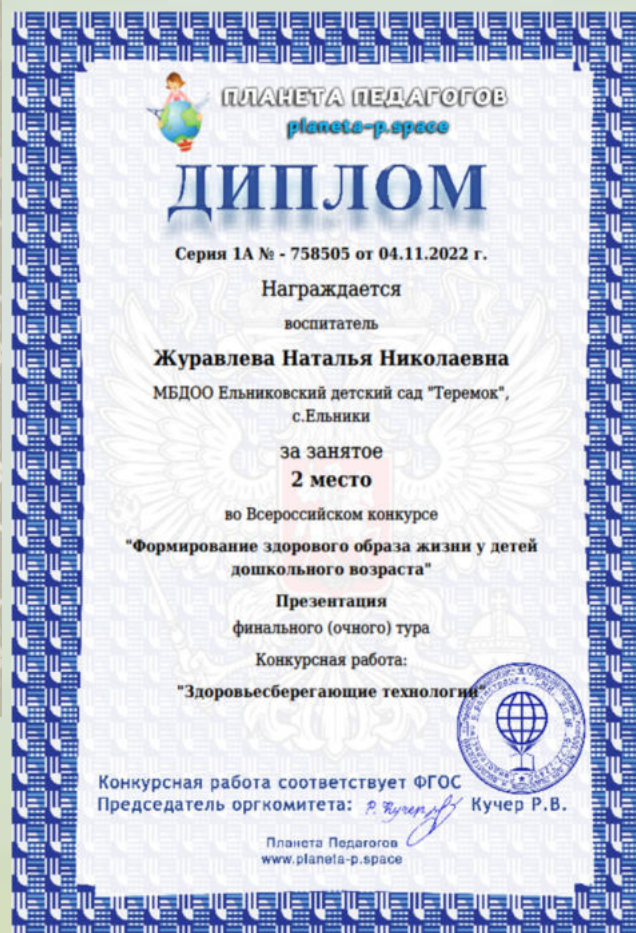 ПЛАНЕТА ПЕДАГОГОВ
planeta-p.space
ДИПЛОМ
Серия 1А № - 758505 от 04.11.2022 г.
Награждается
воспитатель
Журавлева Наталья Николаевна
МБДОО Ельниковский детский сад "Теремок",
с.Ельники
за занятое
2 место
во Всероссийском конкурсе
"Формирование здорового образа жизни у детей
дошкольного возраста"
Презентация
финального (очного) тура
Конкурсная работа:
"Здоровьесберегающие технологии"
Конкурсная работа соответствует ФГОС
Председатель оргкомитета: Р. Кучер Кучер Р.В.
Планета Педагогов
www.planeta-p.space